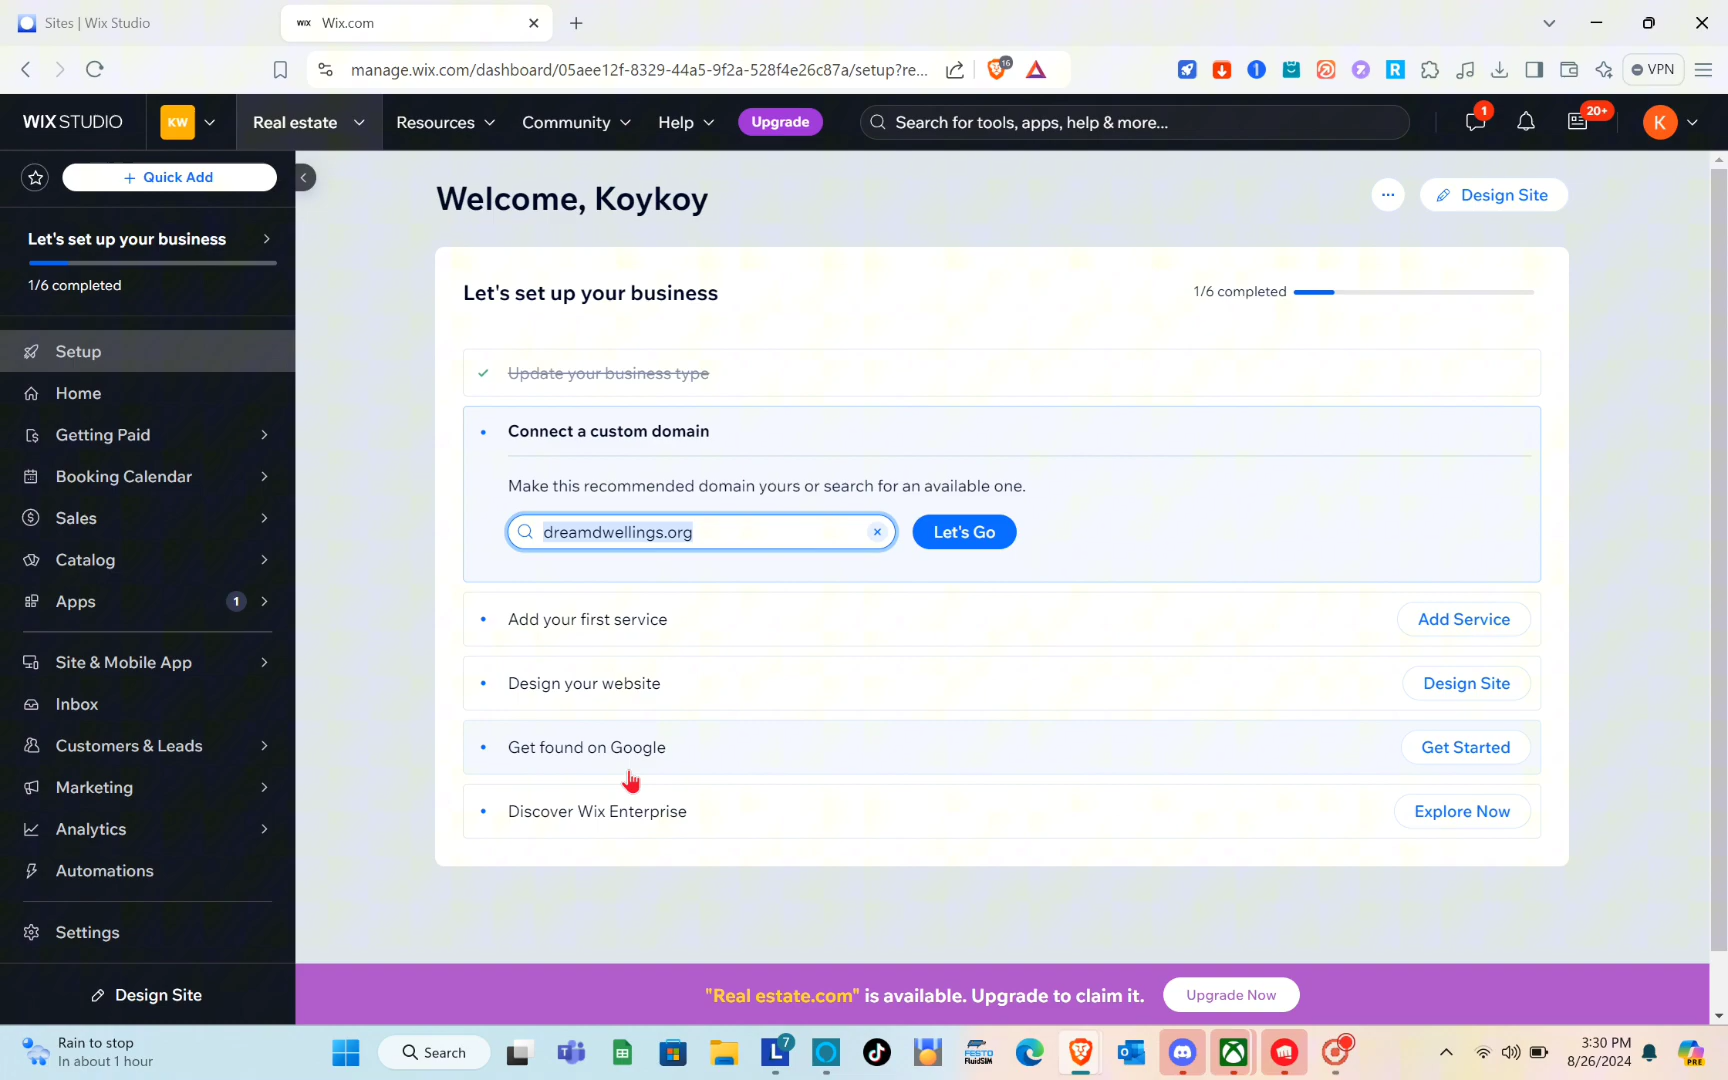 Sites | Wix Studio
WIX Wix.com
manage.wix.com/dashboard/05aee12f-8329-44a5-9f2a-528f4e26c87a/setup?re...
16
VPN
WIX STUDIO
KW
Real estate
Resources
Community
Help
Upgrade
Search for tools, apps, help & more...
1
20+
K
+ Quick Add
Let's set up your business
1/6 completed
Setup
Home
Getting Paid
Booking Calendar
Sales
Catalog
Apps 1
Site & Mobile App
Inbox
Customers & Leads
Marketing
Analytics
Automations
Settings
Design Site
Welcome, Koykoy
Design Site
Let's set up your business
1/6 completed
Update your business type
Connect a custom domain
Make this recommended domain yours or search for an available one.
dreamdwellings.org
Let's Go
Add your first service
Add Service
Design your website
Design Site
Get found on Google
Get Started
Discover Wix Enterprise
Explore Now
"Real estate.com" is available. Upgrade to claim it.
Upgrade Now
Rain to stop
In about 1 hour
Search
7
FESTO
FluidSIM
3:30 PM
8/26/2024
PRE